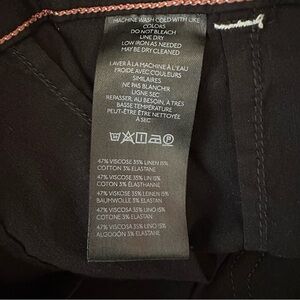 MACHINE WASH COLD WITH LIKE
COLORS
DO NOT BLEACH
LINE DRY
LOW IRON AS NEEDED
MAY BE DRY CLEANED
LAVER À LA MACHINE À L'EAU
FROIDE AVEC COULEURS
SIMILAIRES
NE PAS BLANCHIR
LIGNE SEC
REPASSER, AU BESOIN, À TRÈS
BASSE TEMPÉRATURE
PEUT-ÊTRE ÊTRE NETTOYÉE
À SEC
47% VISCOSE 35% LINEN 15%
COTTON 3% ELASTANE
47% VISCOSE 35% LIN 15%
COTON 3% ÉLASTHANNE
47% VISKOSE 35% LEINEN 15%
BAUMWOLLE 3% ELASTAN
47% VISCOSA 35% LINO 15%
COTONE 3% ELASTAN
47% VISCOSA 35% LINO 15%
ALGODÓN 3% ELASTANE